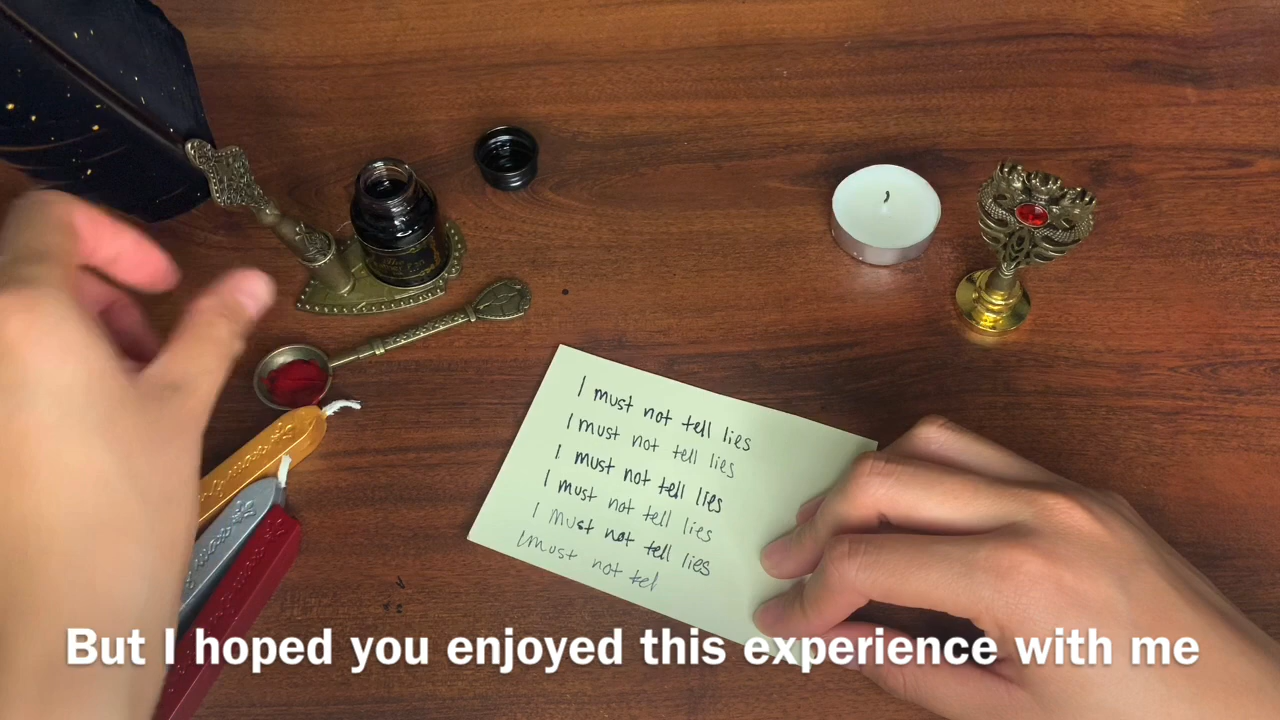 I must not tell lies
I must not tell lies
I must not tell lies
I must not tell lies
I must not tell lies
I must not tel
But I hoped you enjoyed this experience with me